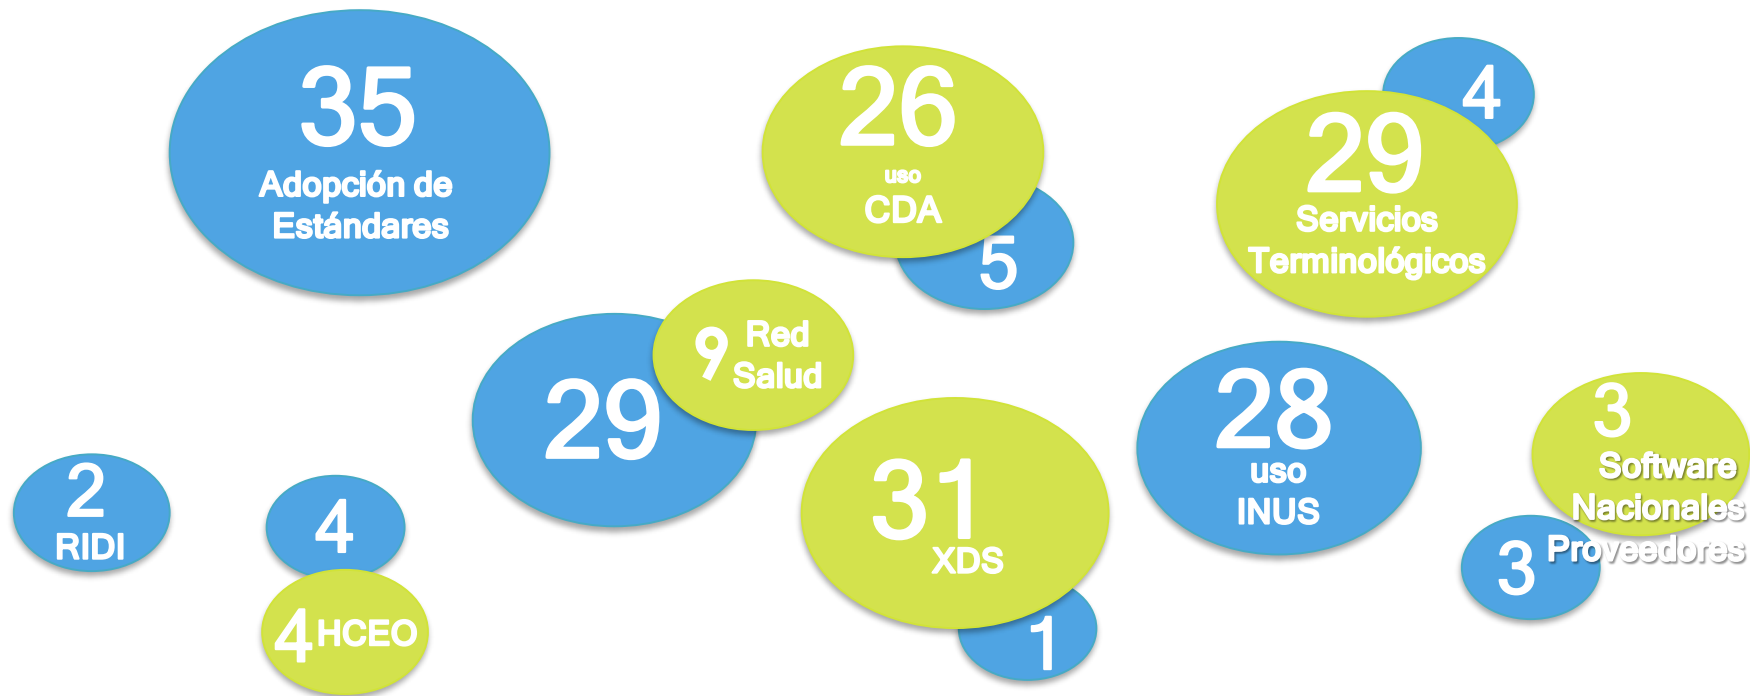 35
Adopción de
Estándares
26
uso
CDA
5
4
29
Servicios
Terminológicos
29
9 Red
Salud
31
XDS
1
28
uso
INUS
3
Software
Nacionales
Proveedores
3
2
RIDI
4
4 HCEO